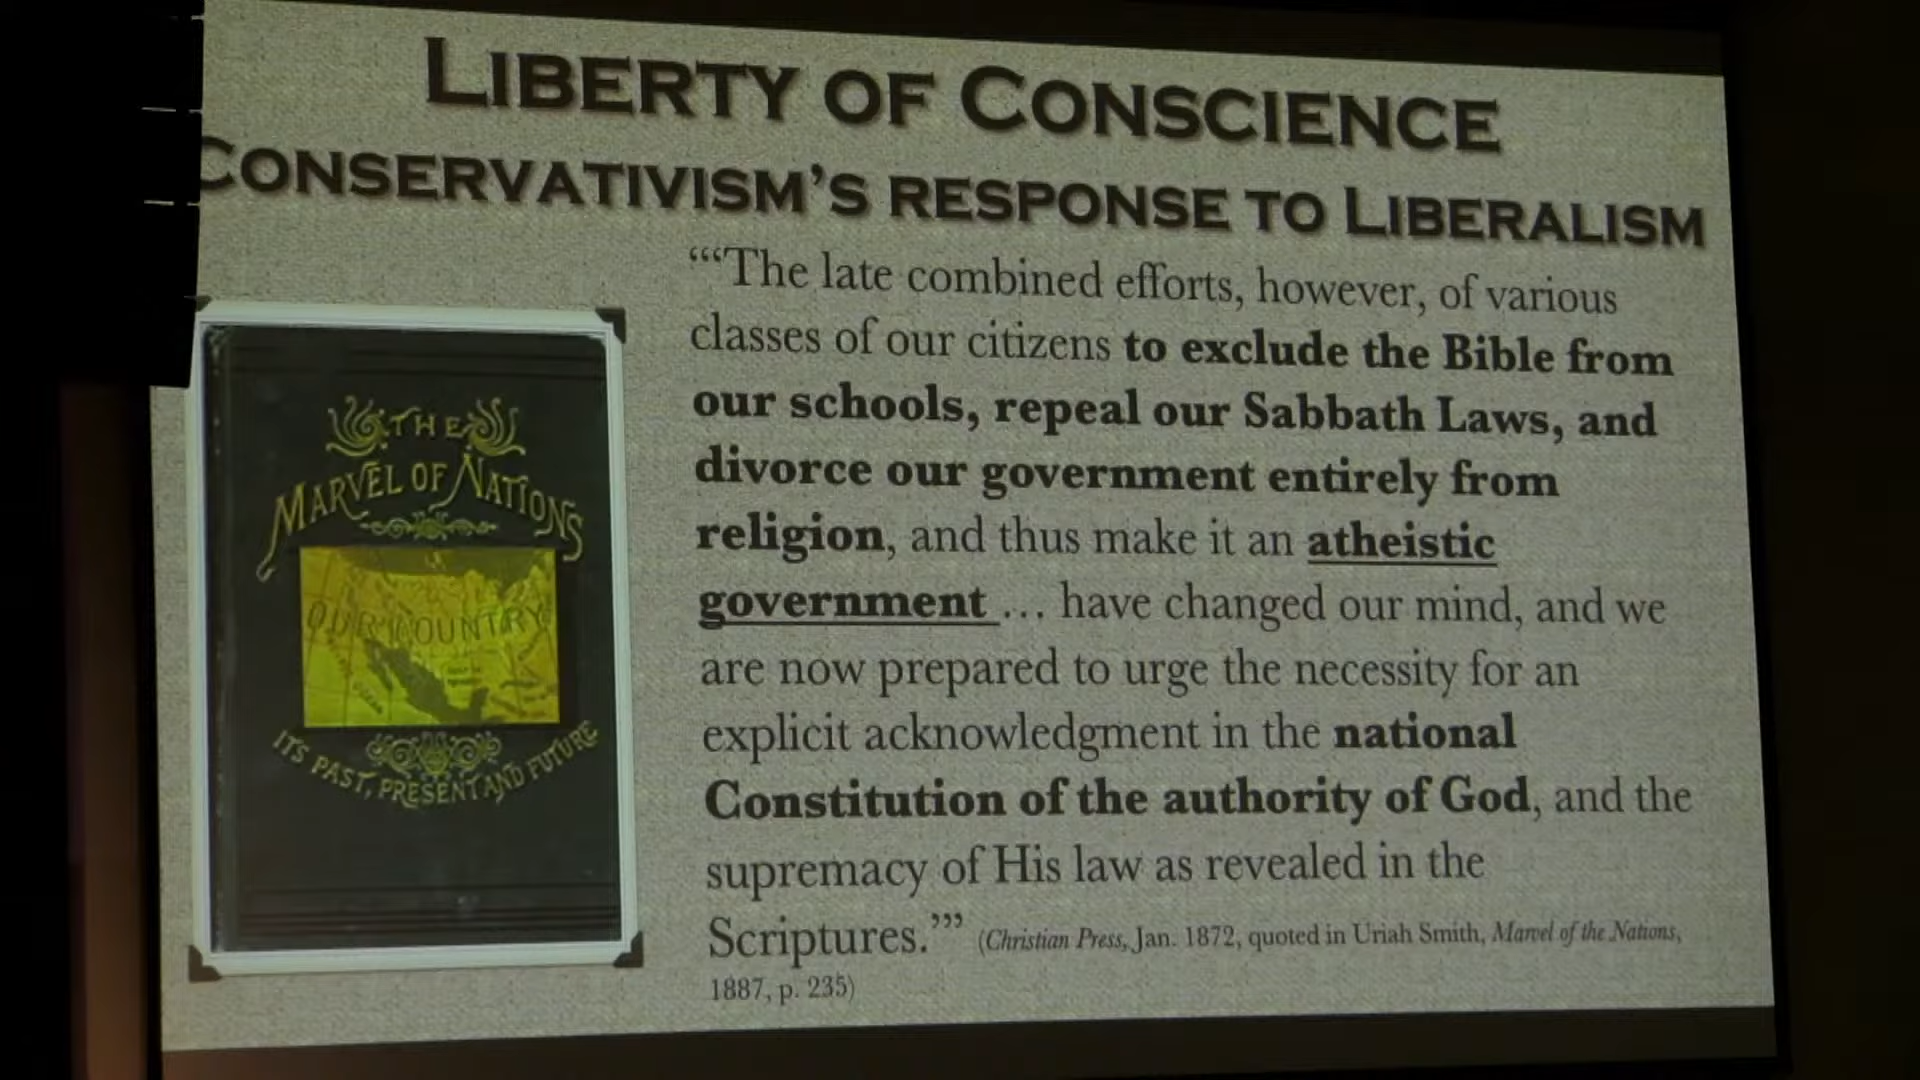 LIBERTY OF CONSCIENCE
CONSERVATIVISM'S RESPONSE TO LIBERALISM
"‘The late combined efforts, however, of various
classes of our citizens to exclude the Bible from
our schools, repeal our Sabbath Laws, and
divorce our government entirely from
religion, and thus make it an atheistic
government … have changed our mind, and we
are now prepared to urge the necessity for an
explicit acknowledgment in the national
Constitution of the authority of God, and the
supremacy of His law as revealed in the
Scriptures.’" (Christian Press, Jan. 1872, quoted in Uriah Smith, Marvel of the Nations,
1887, p. 235)
THE
MARVEL OF NATIONS
OUR COUNTRY
ITS PAST, PRESENT AND FUTURE